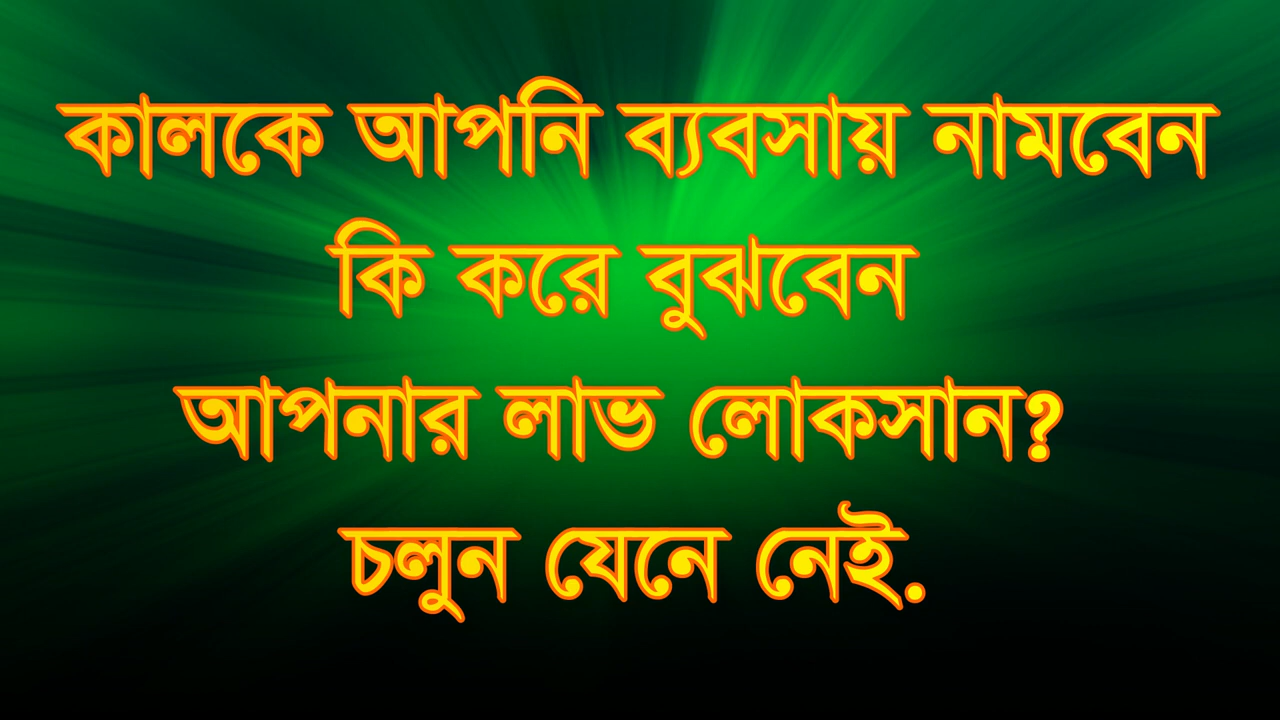 কালকে আপনি ব্যবসায় নামবেন
কি করে বুঝবেন
আপনার লাভ লোকসান?
চলুন যেনে নেই.